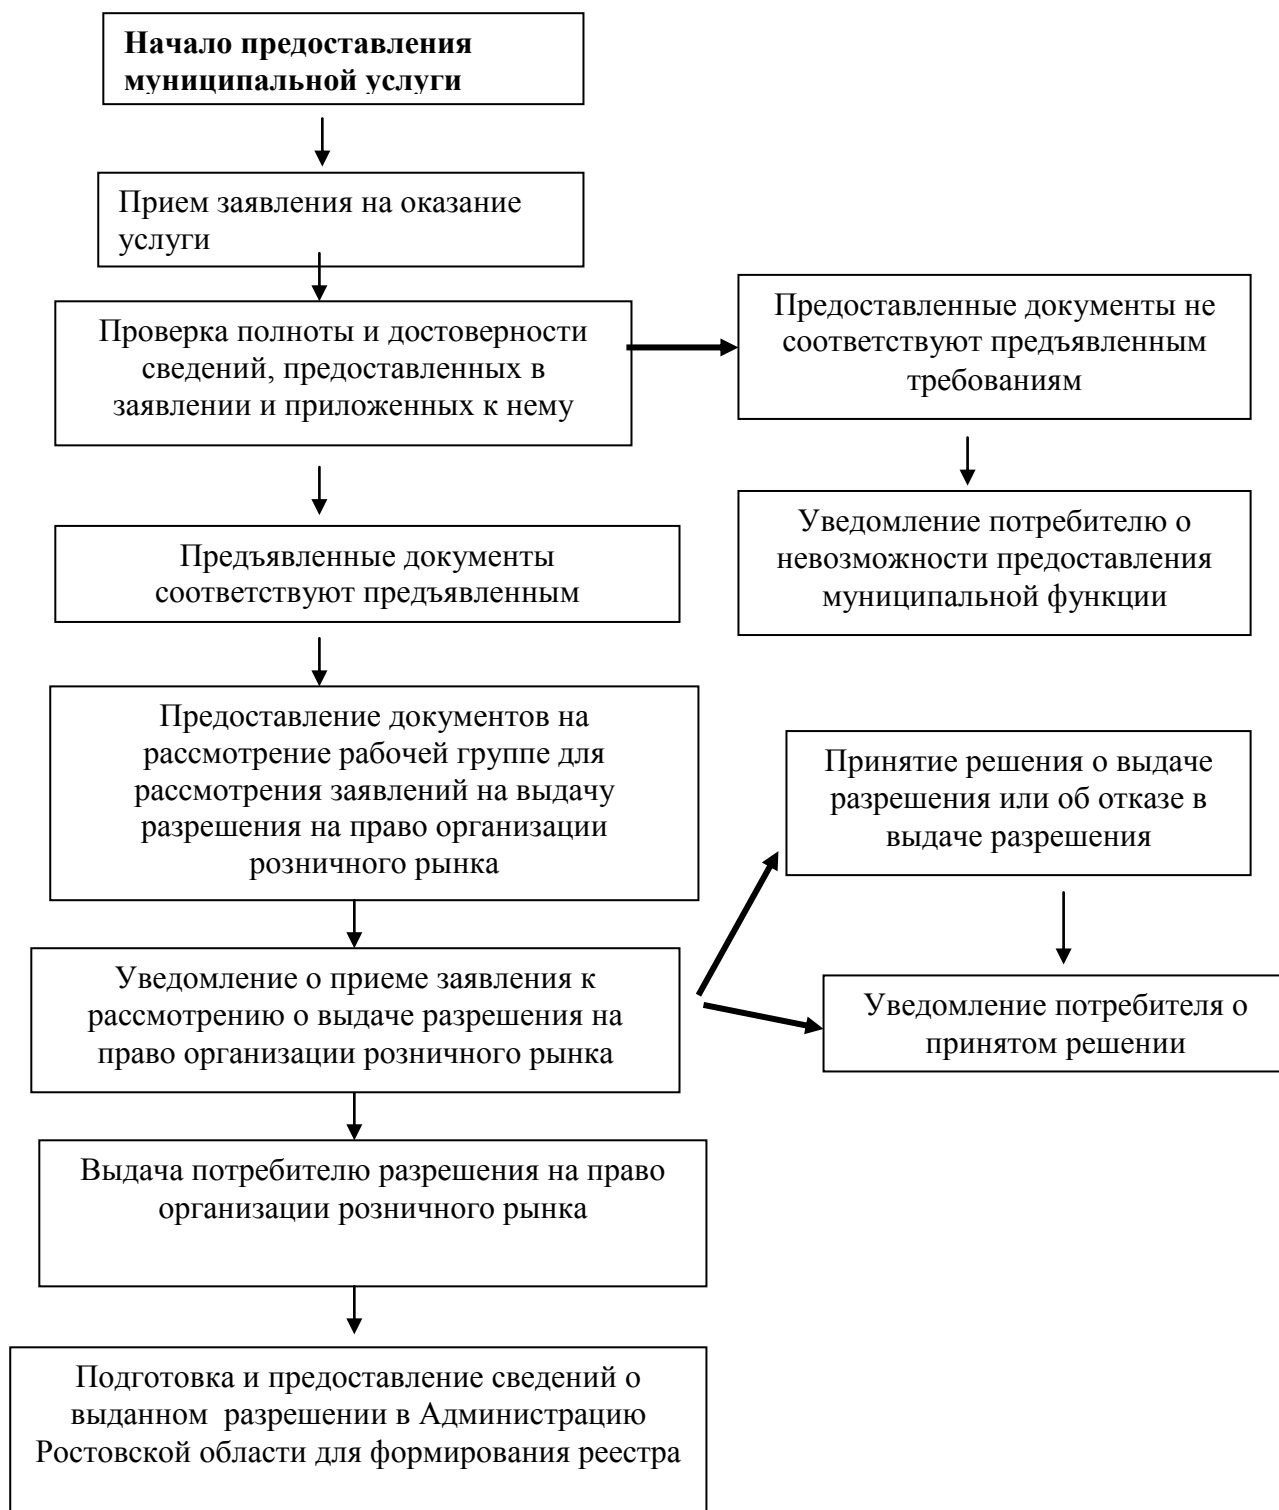 Начало предоставления
муниципальной услуги
Прием заявления на оказание
услуги
Проверка полноты и достоверности
сведений, предоставленных в
заявлении и приложенных к нему
Предоставленные документы не
соответствуют предъявленным
требованиям
Уведомление потребителю о
невозможности предоставления
муниципальной функции
Предъявленные документы
соответствуют предъявленным
Предоставление документов на
рассмотрение рабочей группе для
рассмотрения заявлений на выдачу
разрешения на право организации
розничного рынка
Принятие решения о выдаче
разрешения или об отказе в
выдаче разрешения
Уведомление о приеме заявления к
рассмотрению о выдаче разрешения на
право организации розничного рынка
Уведомление потребителя о
принятом решении
Выдача потребителю разрешения на право
организации розничного рынка
Подготовка и предоставление сведений о
выданном  разрешении в Администрацию
Ростовской области для формирования реестра